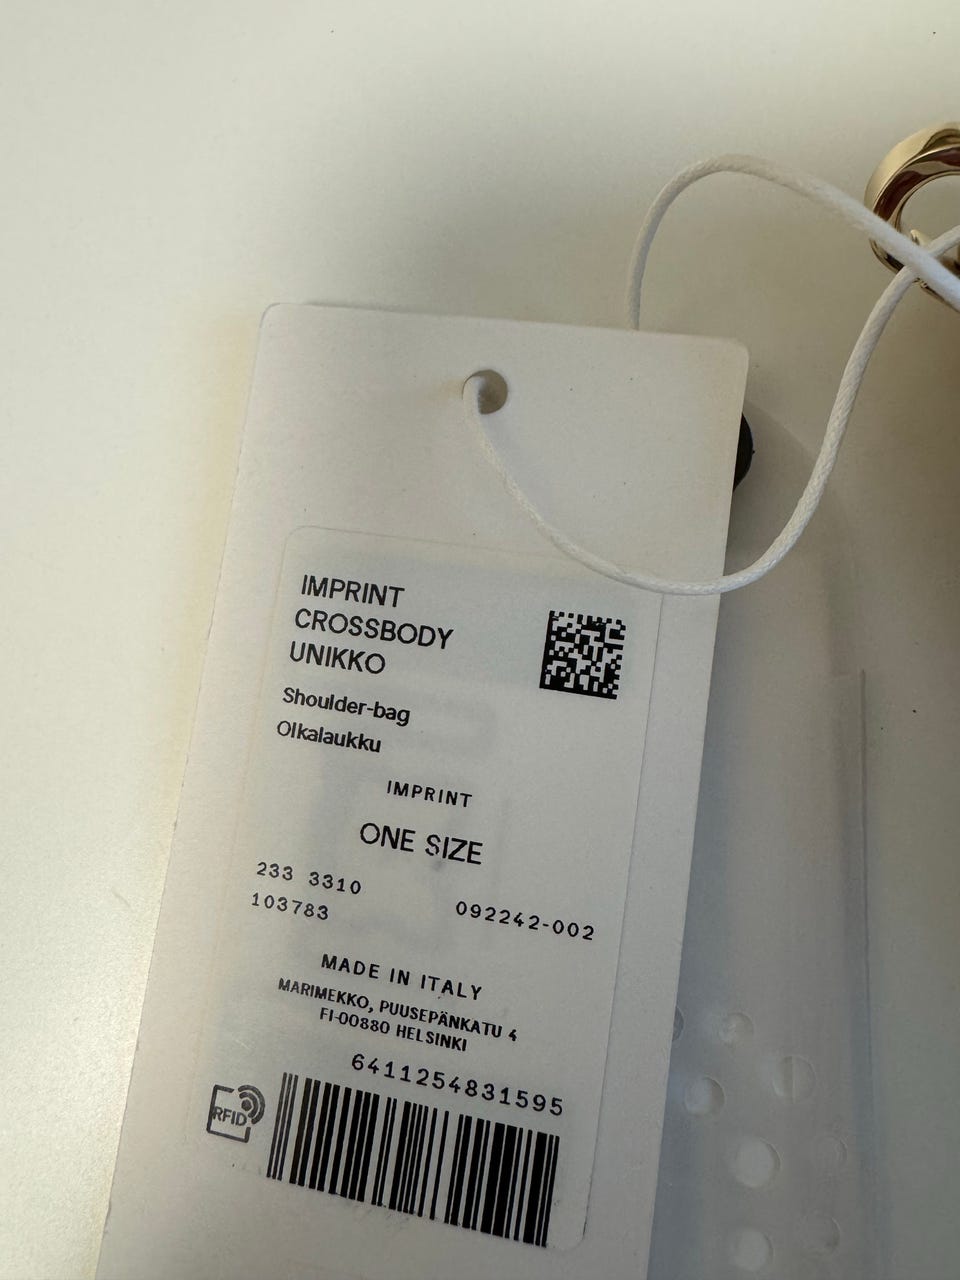 IMPRINT
CROSSBODY
UNIKKO
Shoulder-bag
Olkalaukku
IMPRINT
ONE SIZE
233 3310
103783
092242-002
MADE IN ITALY
MARIMEKKO, PUUSEPÄNKATU 4
FI-00880 HELSINKI
6411254831595
RFID